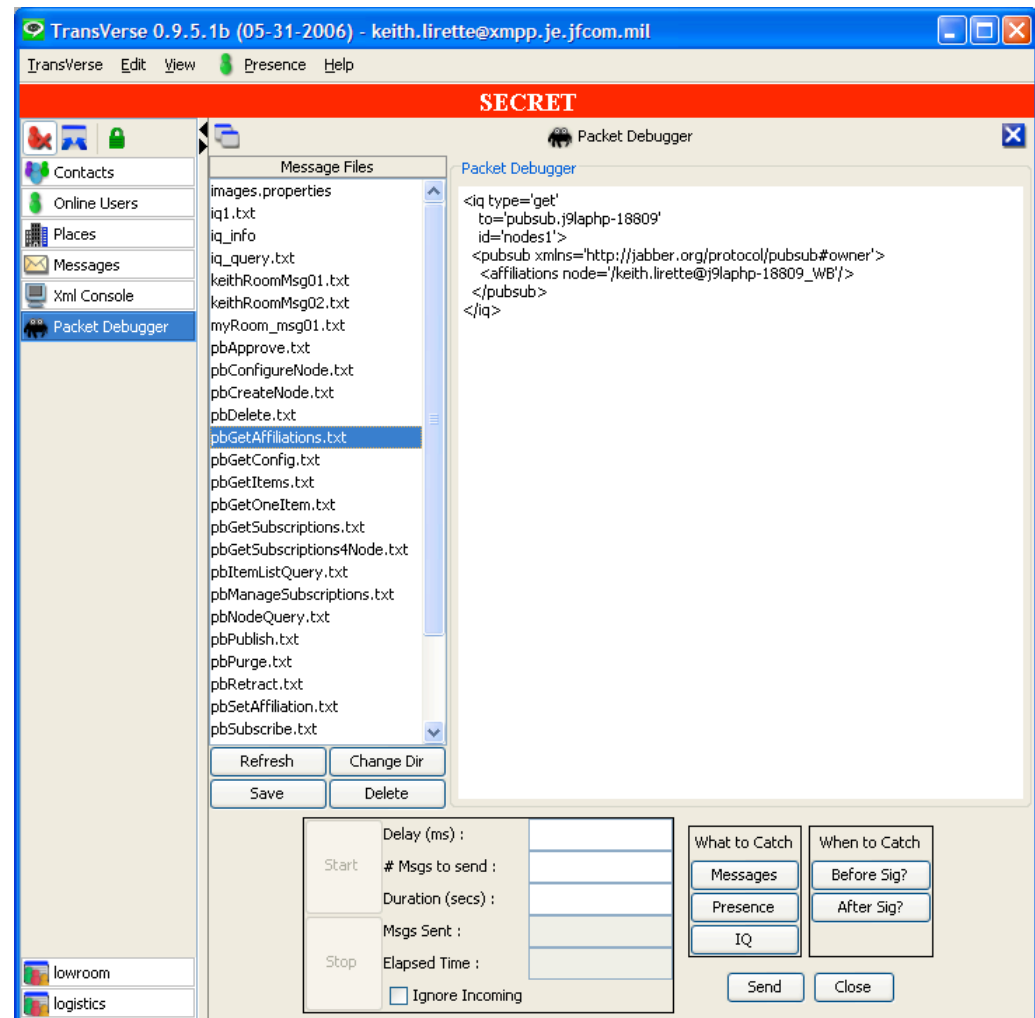 TransVerse 0.9.5.1b (05-31-2006) - keith.lirette@xmpp.je.jfcom.mil
TransVerse Edit View Presence Help
SECRET
Contacts
Online Users
Places
Messages
Xml Console
Packet Debugger
lowroom
logistics
Packet Debugger
Message Files
images.properties
iq1.txt
iq_info
iq_query.txt
keithRoomMsg01.txt
keithRoomMsg02.txt
myRoom_msg01.txt
pbApprove.txt
pbConfigureNode.txt
pbCreateNode.txt
pbDelete.txt
pbGetAffiliations.txt
pbGetConfig.txt
pbGetItems.txt
pbGetOneItem.txt
pbGetSubscriptions.txt
pbGetSubscriptions4Node.txt
pbItemListQuery.txt
pbManageSubscriptions.txt
pbNodeQuery.txt
pbPublish.txt
pbPurge.txt
pbRetract.txt
pbSetAffiliation.txt
pbSubscribe.txt
Refresh Change Dir
Save Delete
Packet Debugger
<iq type='get'
to='pubsub.j9laphp-18809'
id='nodes1'>
<pubsub xmlns='http://jabber.org/protocol/pubsub#owner'>
<affiliations node='/keith.lirette@j9laphp-18809_WB'/>
</pubsub>
</iq>
Start
Stop
Delay (ms) :
# Msgs to send :
Duration (secs) :
Msgs Sent :
Elapsed Time :
Ignore Incoming
What to Catch
Messages
Presence
IQ
When to Catch
Before Sig?
After Sig?
Send Close